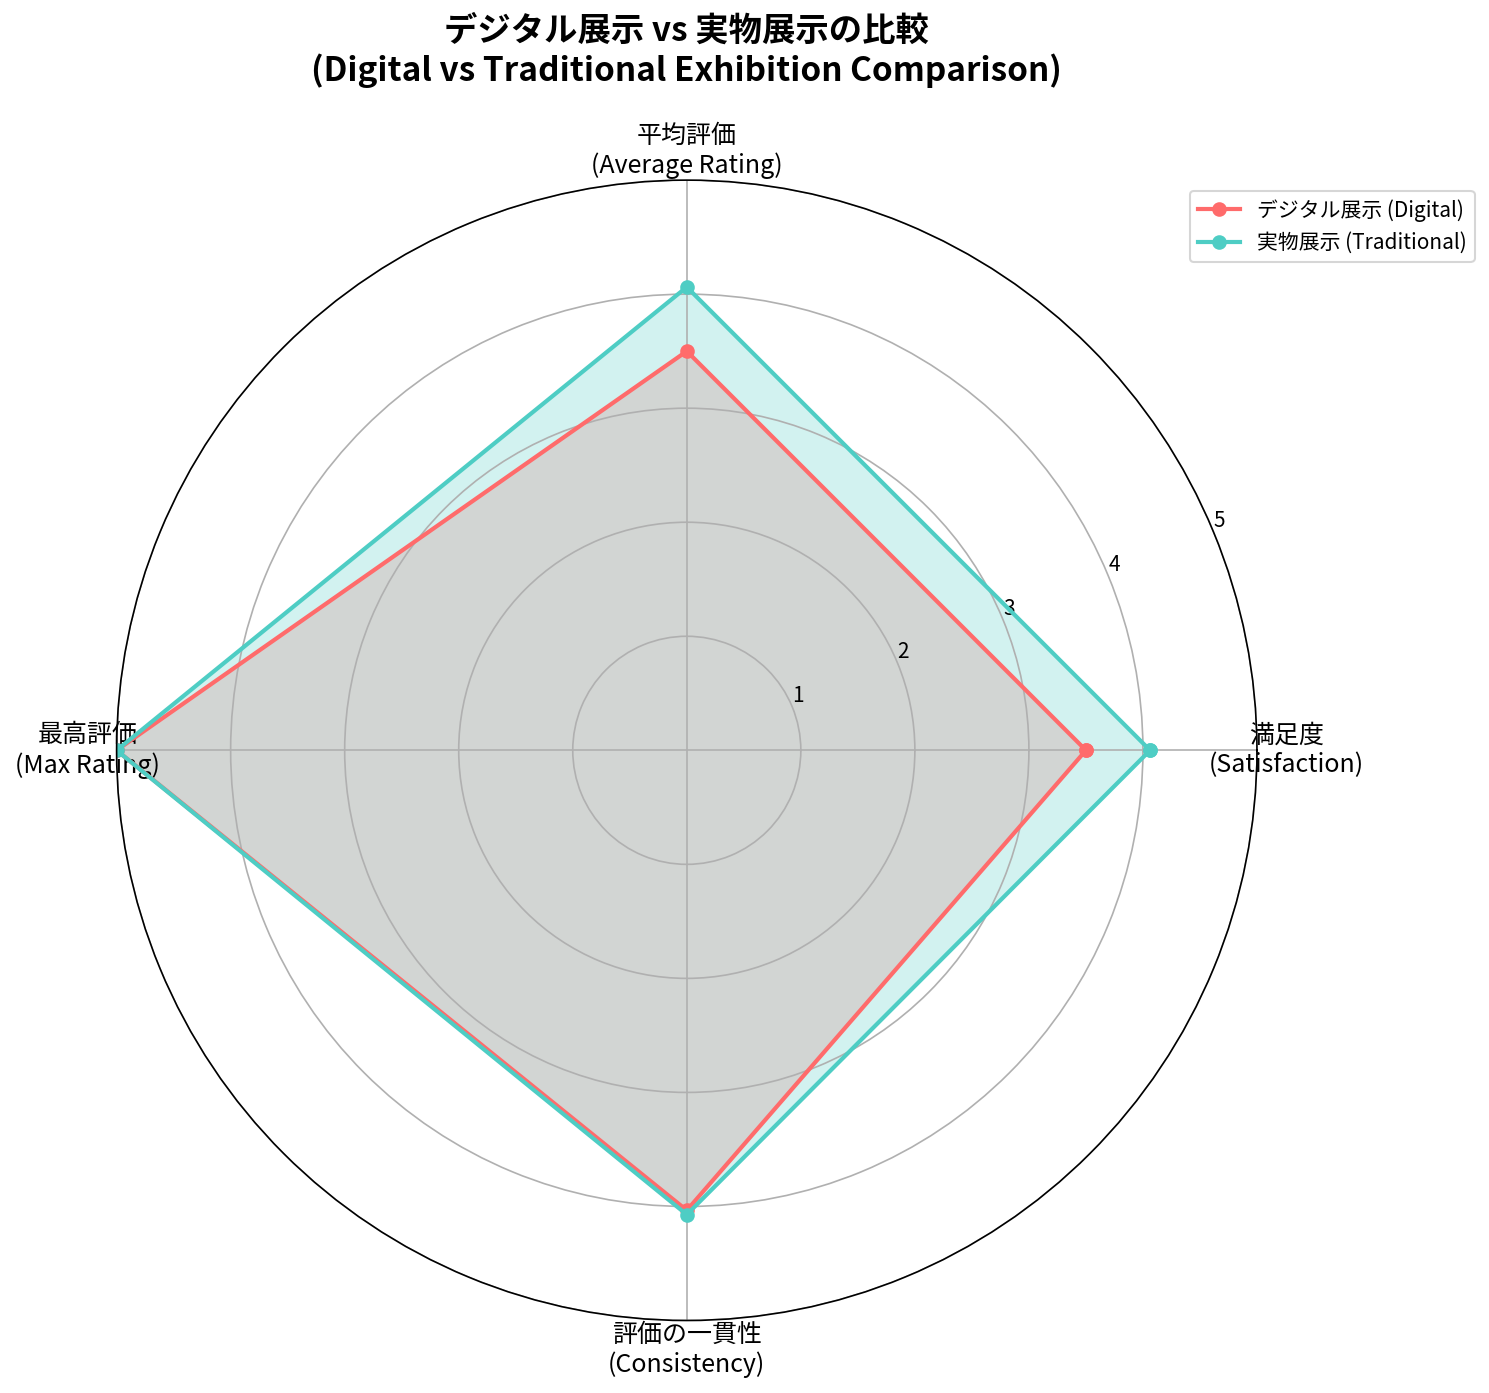 デジタル展示 vs 実物展示の比較
(Digital vs Traditional Exhibition Comparison)
平均評価
(Average Rating)
デジタル展示 (Digital)
実物展示 (Traditional)
5
4
3
2
1
最高評価
(Max Rating)
満足度
(Satisfaction)
評価の一貫性
(Consistency)